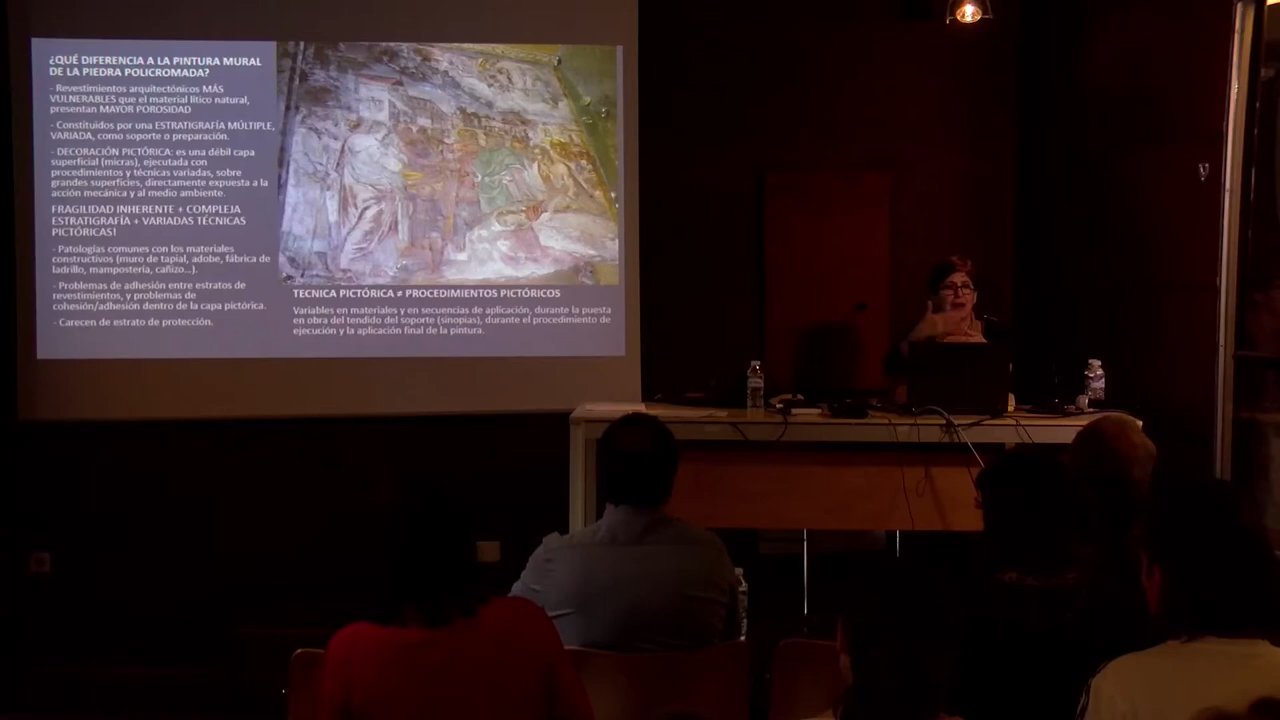 ¿QUÉ DIFERENCIA A LA PINTURA MURAL
DE LA PIEDRA POLICROMADA?
- Revestimientos arquitectónicos MÁS
VULNERABLES que el material lítico natural,
presentan MAYOR POROSIDAD
- Constituidos por una ESTRATIGRAFÍA MÚLTIPLE,
VARIADA, como soporte o preparación.
- DECORACIÓN PICTÓRICA: es una débil capa
superficial (micras), ejecutada con
procedimientos y técnicas variadas, sobre
grandes superficies, directamente expuesta a la
acción mecánica y al medio ambiente.
FRAGILIDAD INHERENTE + COMPLEJA
ESTRATIGRAFÍA + VARIADAS TÉCNICAS
PICTÓRICAS!
- Patologías comunes con los materiales
constructivos (muro de tapial, adobe, fábrica de
ladrillo, mampostería, cañizo...).
- Problemas de adhesión entre estratos de
revestimientos, y problemas de
cohesión/adhesión dentro de la capa pictórica.
- Carecen de estrato de protección.
TECNICA PICTÓRICA ≠ PROCEDIMIENTOS PICTÓRICOS
Variables en materiales y en secuencias de aplicación, durante la puesta
en obra del tendido del soporte (sinopias), durante el procedimiento de
ejecución y la aplicación final de la pintura.